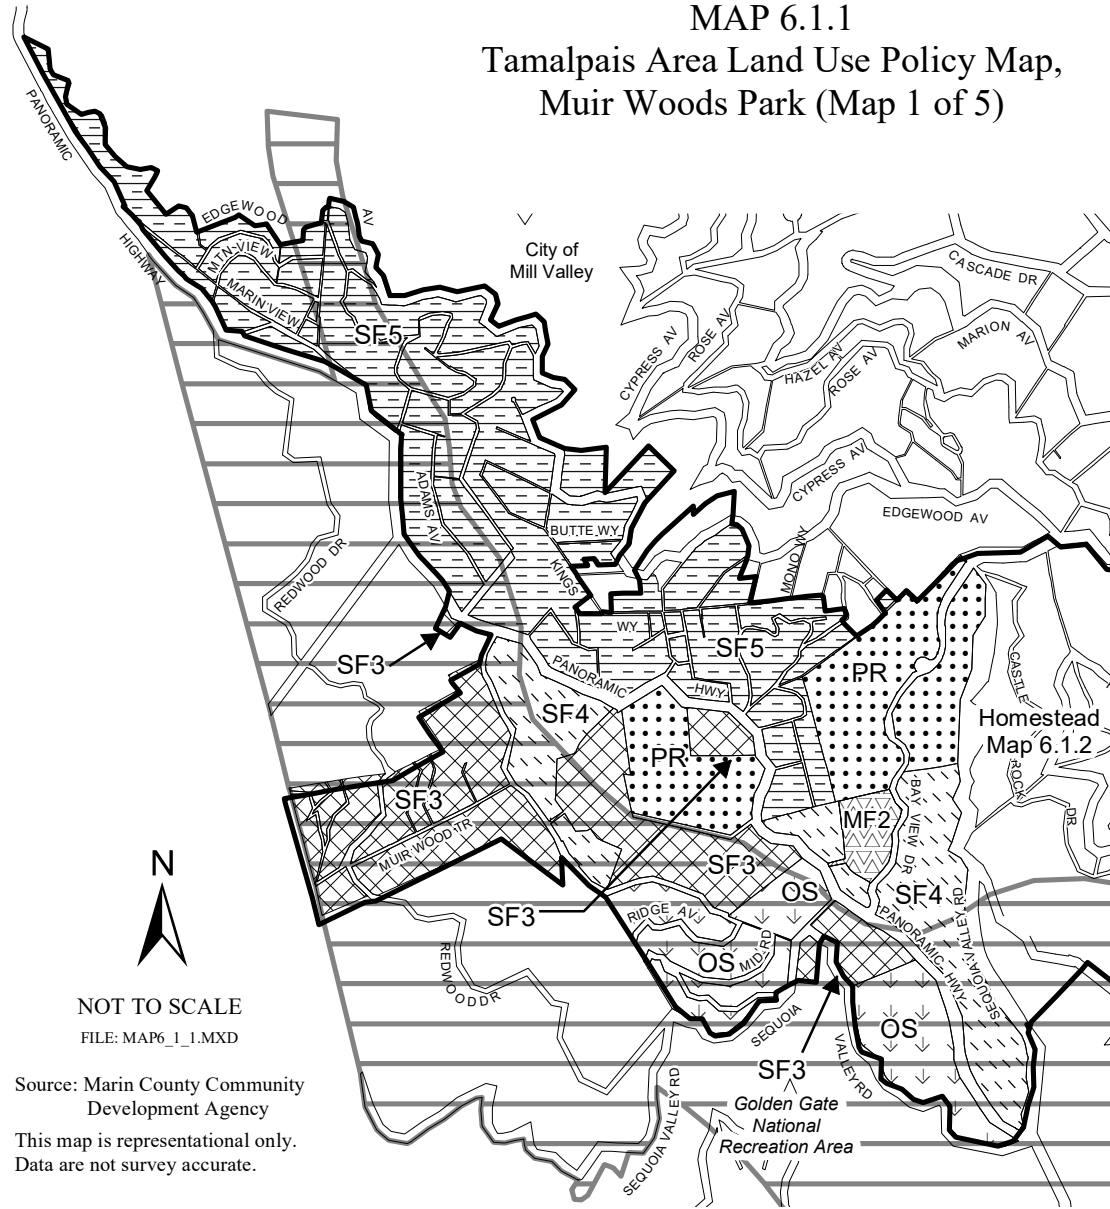 MAP 6.1.1
Tamalpais Area Land Use Policy Map,
Muir Woods Park (Map 1 of 5)
PANORAMIC
HIGHWAY
EDGEWOOD
AV
MTN VIEW
MARIN VIEW
SF5
City of
Mill Valley
CASCADE DR
CYPRESS AV
ROSE AV
HAZEL AV
ROSE AV
MARION AV
CYPRESS AV
EDGEWOOD AV
ADAMS AV
BUTTE WY
KINGS
WY
MONO WY
REDWOOD DR
SF3
SF5
PANORAMIC
HWY
SF4
PR
PR
CASTLE
ROCK
DR
Homestead
Map 6.1.2
SF3
MUIR WOOD TR
MF2
BAY VIEW DR
SF3
SF4
OS
SF3
RIDGE AV
MID RD
OS
PANORAMIC HWY
SEQUOIA VALLEY RD
REDWOOD DR
N
NOT TO SCALE
FILE: MAP6_1_1.MXD
SEQUOIA
VALLEY RD
OS
SF3
Golden Gate
National
Recreation Area
SEQUOIA VALLEY RD
Source: Marin County Community
Development Agency
This map is representational only.
Data are not survey accurate.